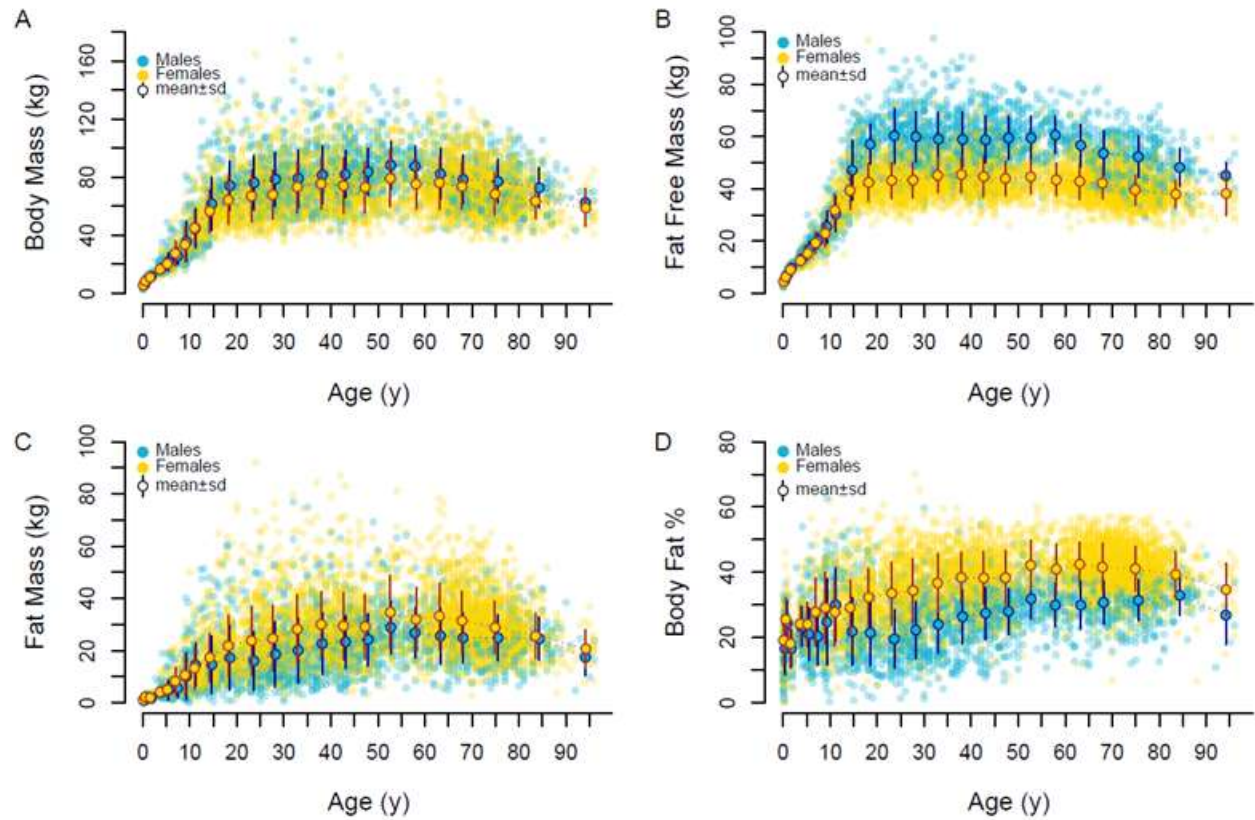 A
Body Mass (kg)
0 40 80 120 160
Males
Females
mean±sd
0 10 20 30 40 50 60 70 80 90
Age (y)
B
Fat Free Mass (kg)
0 20 40 60 80 100
Males
Females
mean±sd
0 10 20 30 40 50 60 70 80 90
Age (y)
C
Fat Mass (kg)
0 20 40 60 80 100
Males
Females
mean±sd
0 10 20 30 40 50 60 70 80 90
Age (y)
D
Body Fat %
0 20 40 60 80
Males
Females
mean±sd
0 10 20 30 40 50 60 70 80 90
Age (y)